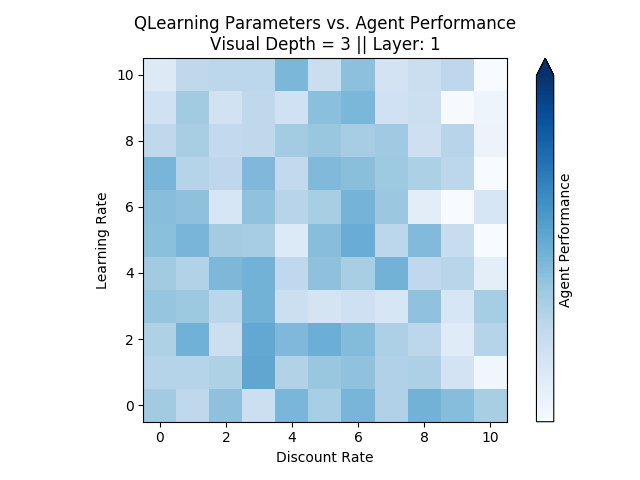 QLearning Parameters vs. Agent Performance
Visual Depth = 3 || Layer: 1
10
8
6
4
2
0
Learning Rate
0 2 4 6 8 10
Discount Rate
Agent Performance